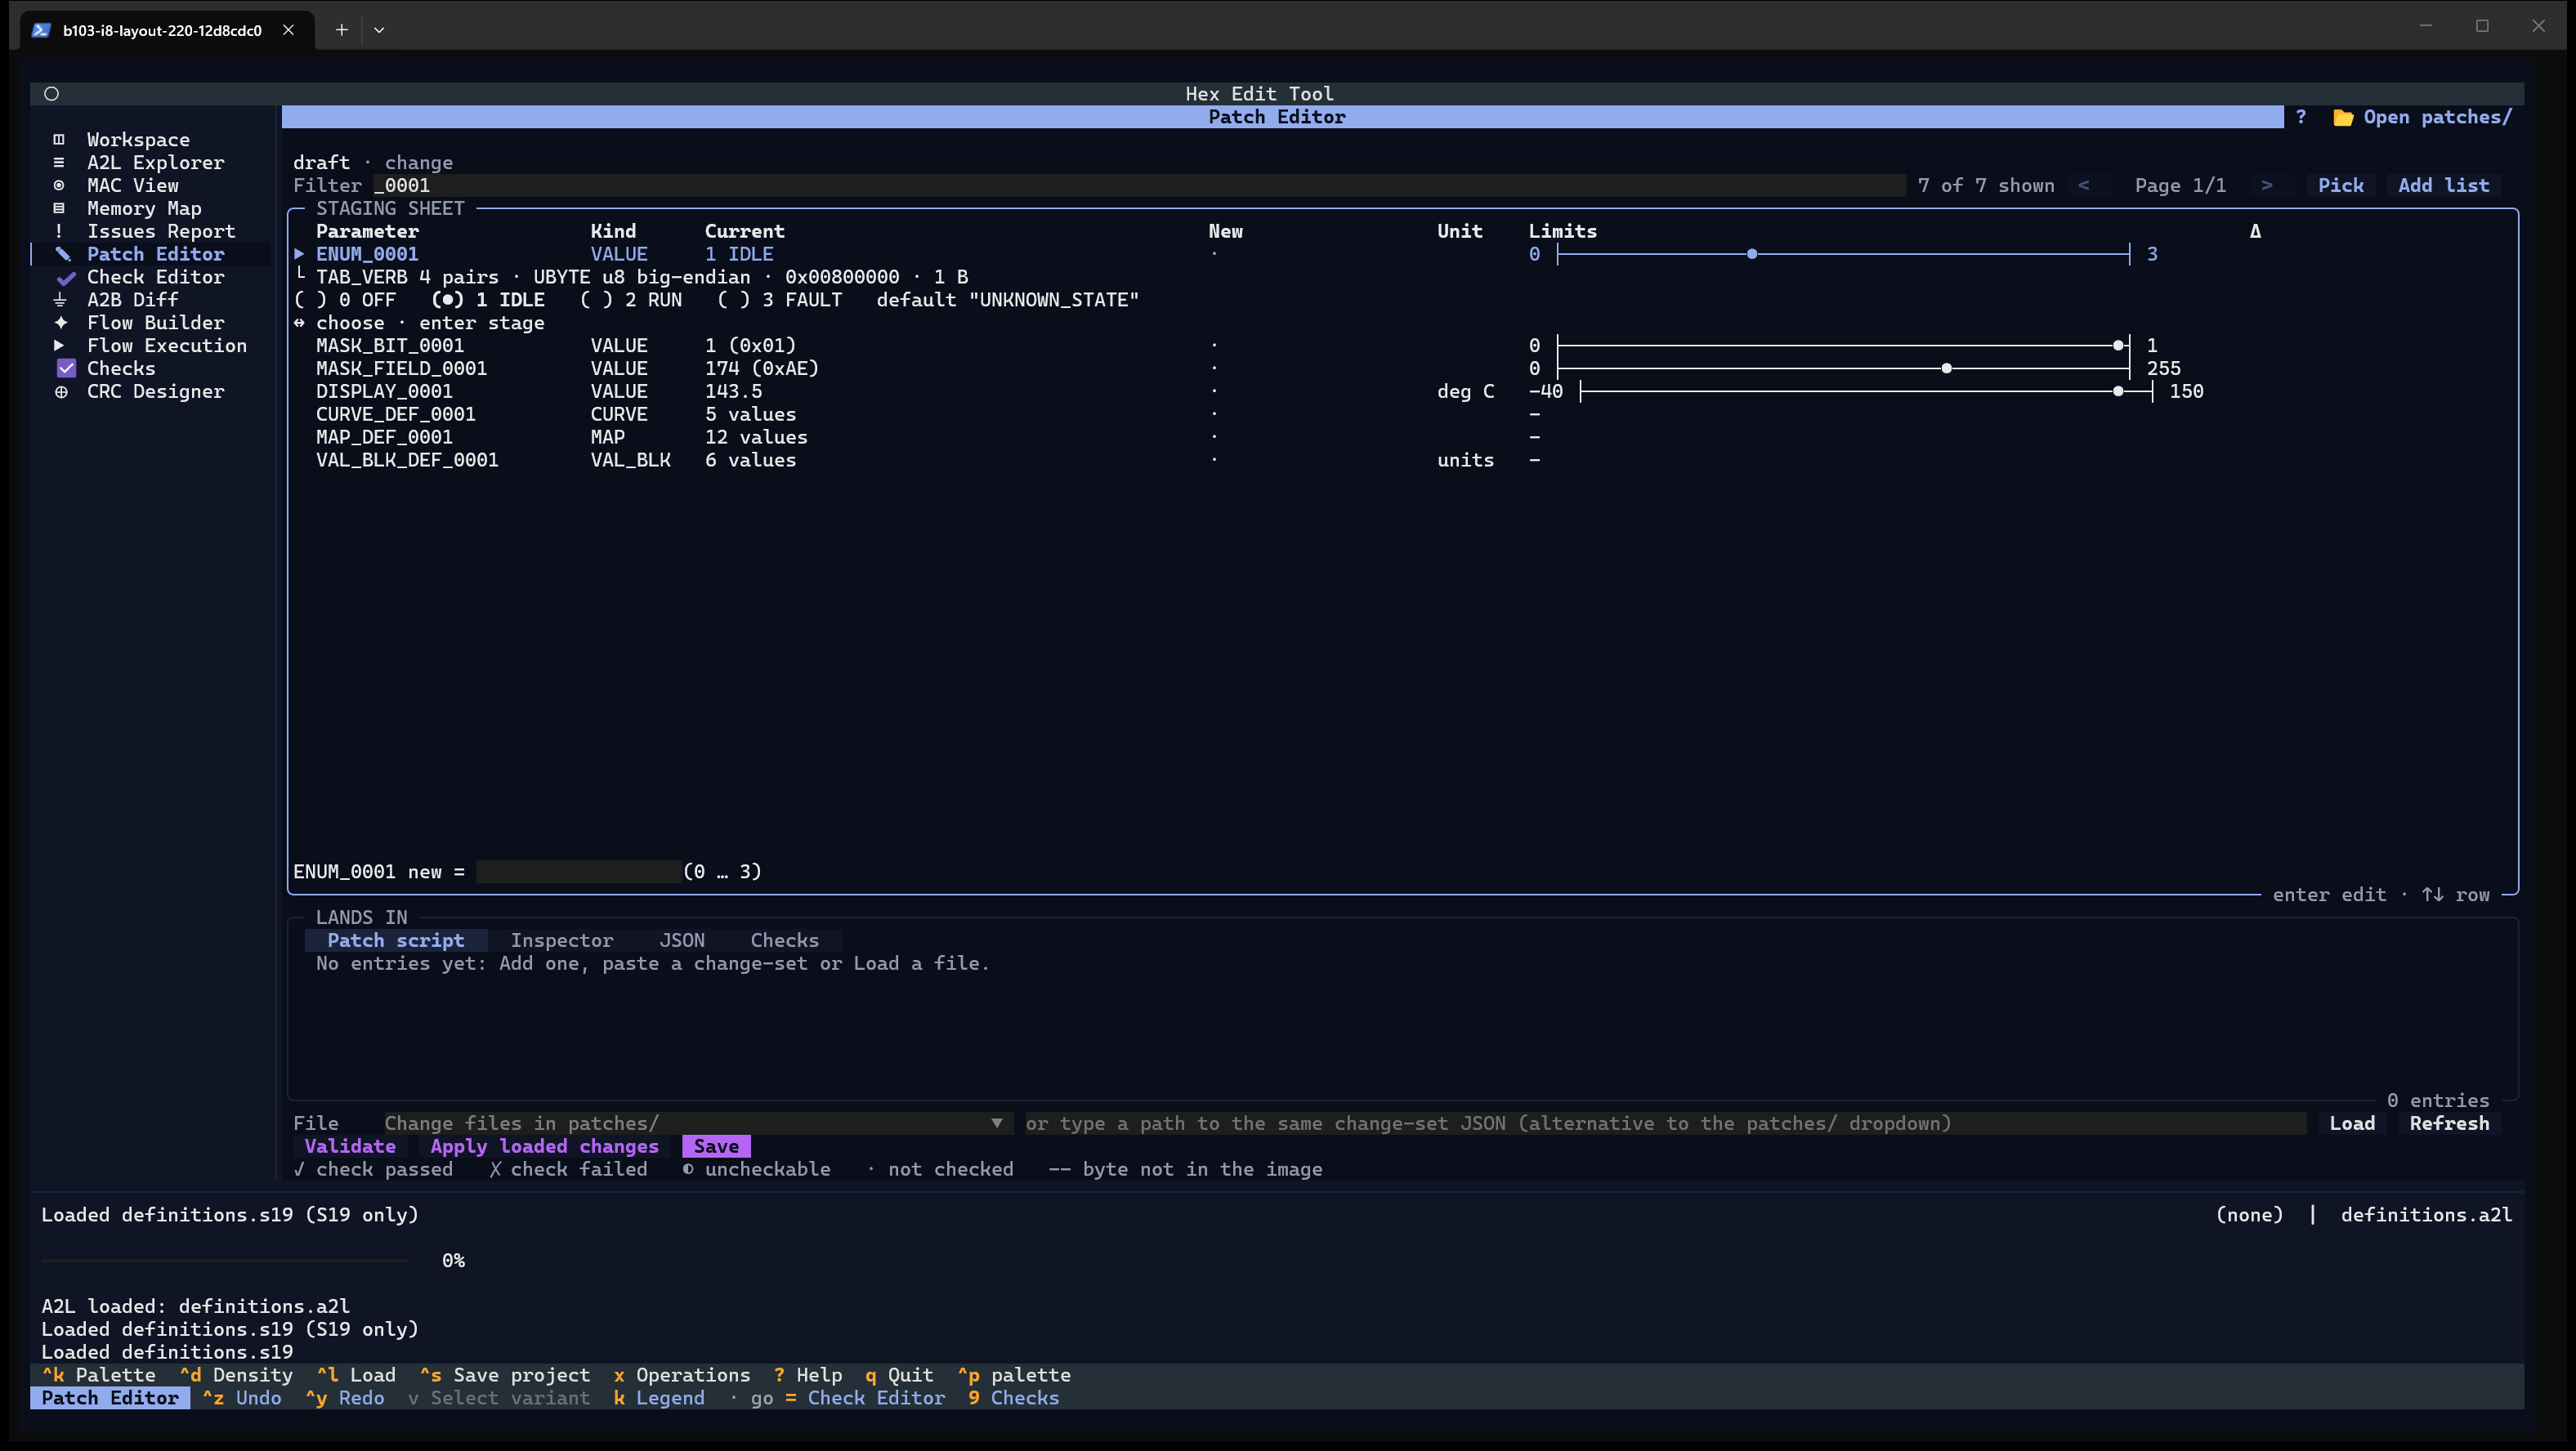 b103-i8-layout-220-12d8cdc0
Hex Edit Tool
Patch Editor ? Open patches/
Workspace
A2L Explorer
MAC View
Memory Map
! Issues Report
Patch Editor
Check Editor
A2B Diff
Flow Builder
Flow Execution
Checks
CRC Designer
draft · change
Filter _0001 7 of 7 shown < Page 1/1 > Pick Add list
STAGING SHEET
Parameter Kind Current New Unit Limits Δ
▶ ENUM_0001 VALUE 1 IDLE · 0 3
└ TAB_VERB 4 pairs · UBYTE u8 big-endian · 0x00800000 · 1 B
( ) 0 OFF (●) 1 IDLE ( ) 2 RUN ( ) 3 FAULT default "UNKNOWN_STATE"
↔ choose · enter stage
MASK_BIT_0001 VALUE 1 (0x01) · 0 1
MASK_FIELD_0001 VALUE 174 (0xAE) · 0 255
DISPLAY_0001 VALUE 143.5 · deg C -40 150
CURVE_DEF_0001 CURVE 5 values · -
MAP_DEF_0001 MAP 12 values · -
VAL_BLK_DEF_0001 VAL_BLK 6 values · units -
ENUM_0001 new = (0 … 3)
enter edit · ↑↓ row
LANDS IN
Patch script Inspector JSON Checks
No entries yet: Add one, paste a change-set or Load a file.
0 entries
File Change files in patches/ ▼ or type a path to the same change-set JSON (alternative to the patches/ dropdown) Load Refresh
Validate Apply loaded changes Save
√ check passed ╳ check failed ◐ uncheckable · not checked -- byte not in the image
Loaded definitions.s19 (S19 only) (none) | definitions.a2l
0%
A2L loaded: definitions.a2l
Loaded definitions.s19 (S19 only)
Loaded definitions.s19
^k Palette ^d Density ^l Load ^s Save project x Operations ? Help q Quit ^p palette
Patch Editor ^z Undo ^y Redo v Select variant k Legend · go = Check Editor 9 Checks